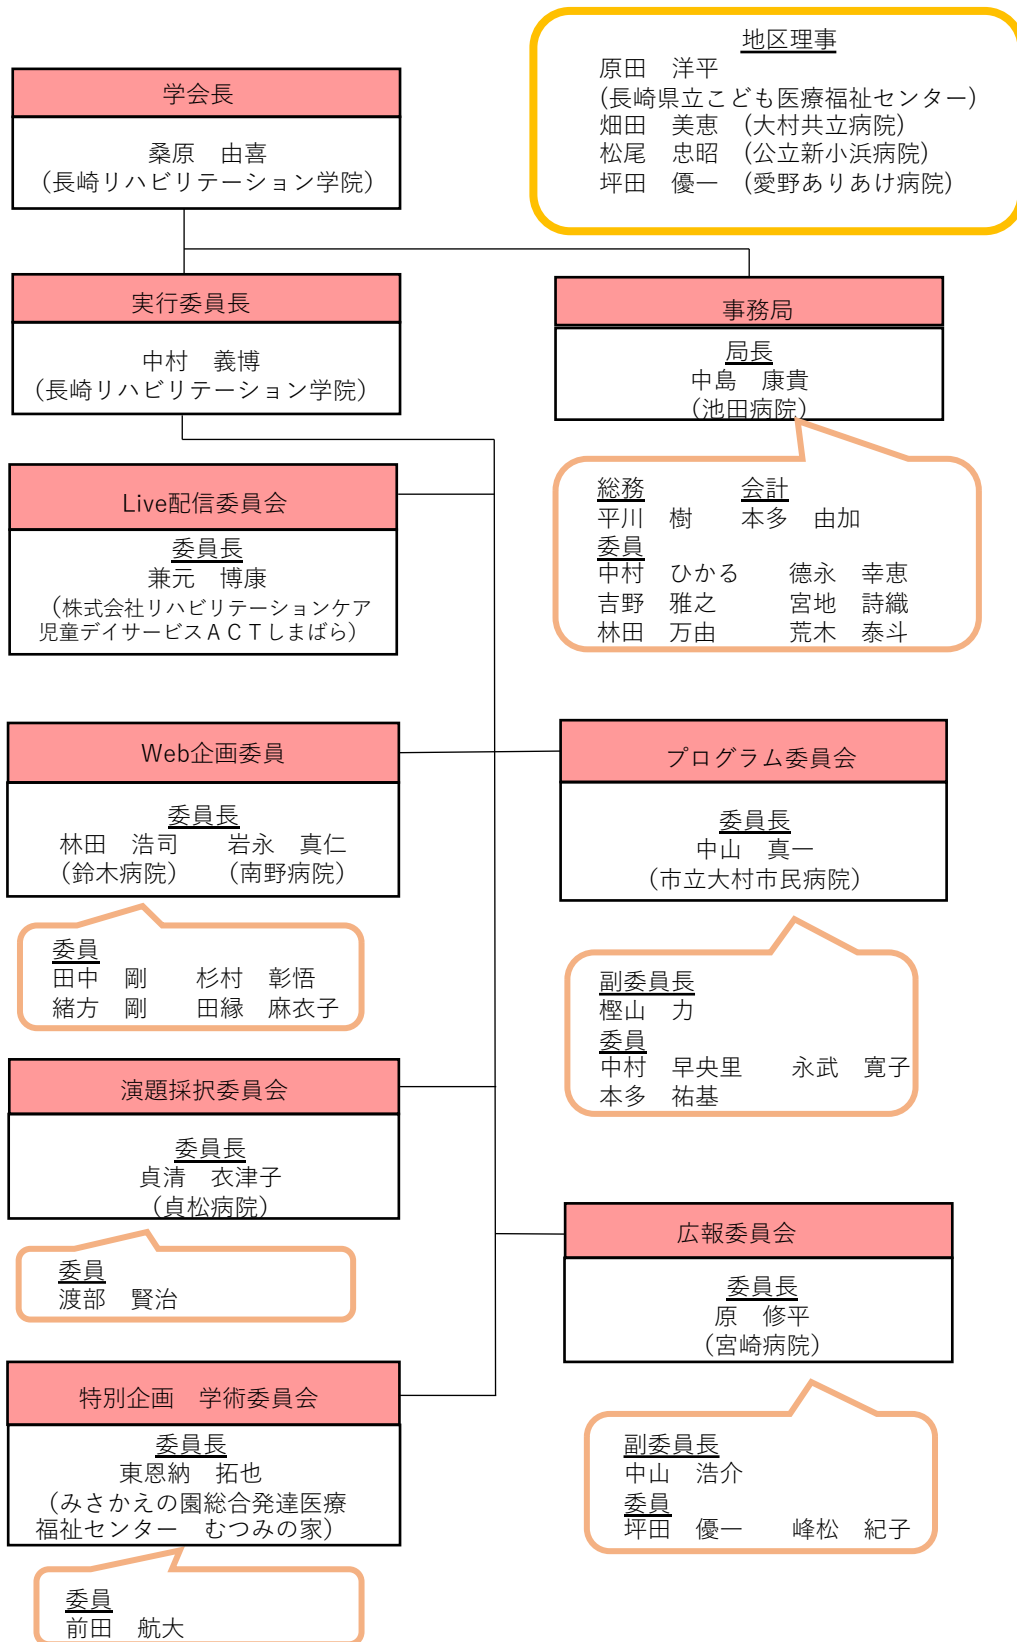 地区理事
原田　洋平
(長崎県立こども医療福祉センター)
畑田　美恵　(大村共立病院)
松尾　忠昭　(公立新小浜病院)
坪田　優一　(愛野ありあけ病院)
学会長
桑原　由喜
(長崎リハビリテーション学院)
実行委員長
中村　義博
(長崎リハビリテーション学院)
事務局
局長
中島　康貴
(池田病院)
総務　　　　会計
平川　樹　　本多　由加
委員
中村　ひかる　　德永　幸恵
吉野　雅之　　宮地　詩織
林田　万由　　荒木　泰斗
Live配信委員会
委員長
兼元　博康
(株式会社リハビリテーションケア
児童デイサービスＡＣＴしまばら)
Web企画委員
委員長
林田　浩司　　岩永　真仁
(鈴木病院)　　(南野病院)
委員
田中　剛　　杉村　彰悟
緒方　剛　　田縁　麻衣子
プログラム委員会
委員長
中山　真一
(市立大村市民病院)
副委員長
樫山　力
委員
中村　早央里　　永武　寛子
本多　祐基
演題採択委員会
委員長
貞清　衣津子
(貞松病院)
委員
渡部　賢治
広報委員会
委員長
原　修平
(宮崎病院)
副委員長
中山　浩介
委員
坪田　優一　　峰松　紀子
特別企画　学術委員会
委員長
東恩納　拓也
(みさかえの園総合発達医療
福祉センター　むつみの家)
委員
前田　航大